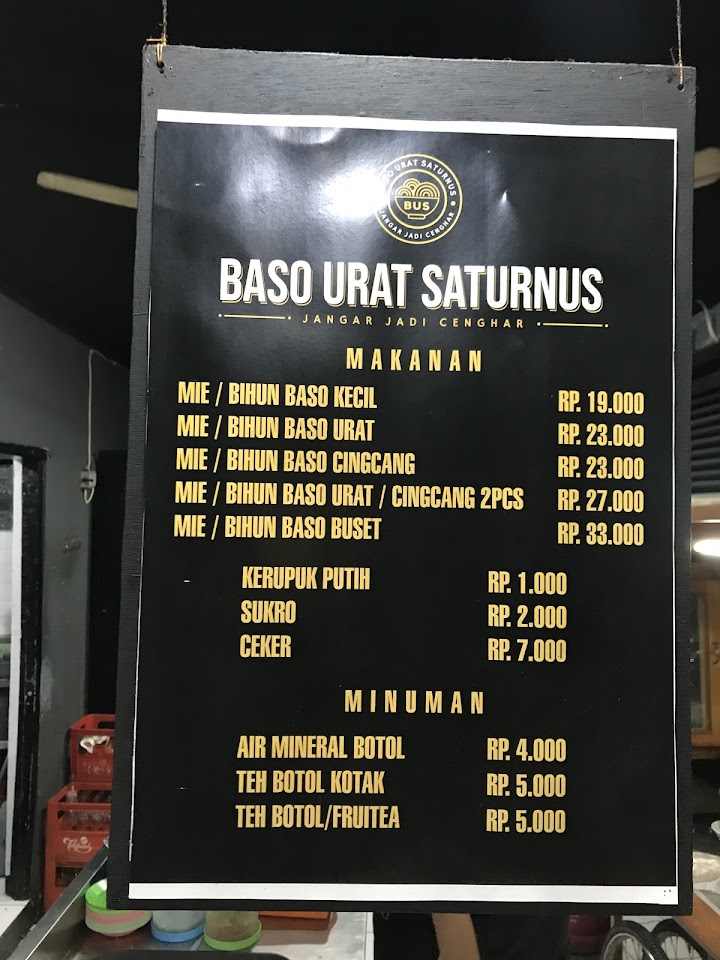 BASO URAT SATURNUS
BUS
JANGAR JADI CENGHAR
BASO URAT SATURNUS
JANGAR JADI CENGHAR
MAKANAN
MIE / BIHUN BASO KECIL RP. 19.000
MIE / BIHUN BASO URAT RP. 23.000
MIE / BIHUN BASO CINGCANG RP. 23.000
MIE / BIHUN BASO URAT / CINGCANG 2PCS RP. 27.000
MIE / BIHUN BASO BUSET RP. 33.000
KERUPUK PUTIH RP. 1.000
SUKRO RP. 2.000
CEKER RP. 7.000
MINUMAN
AIR MINERAL BOTOL RP. 4.000
TEH BOTOL KOTAK RP. 5.000
TEH BOTOL/FRUITEA RP. 5.000